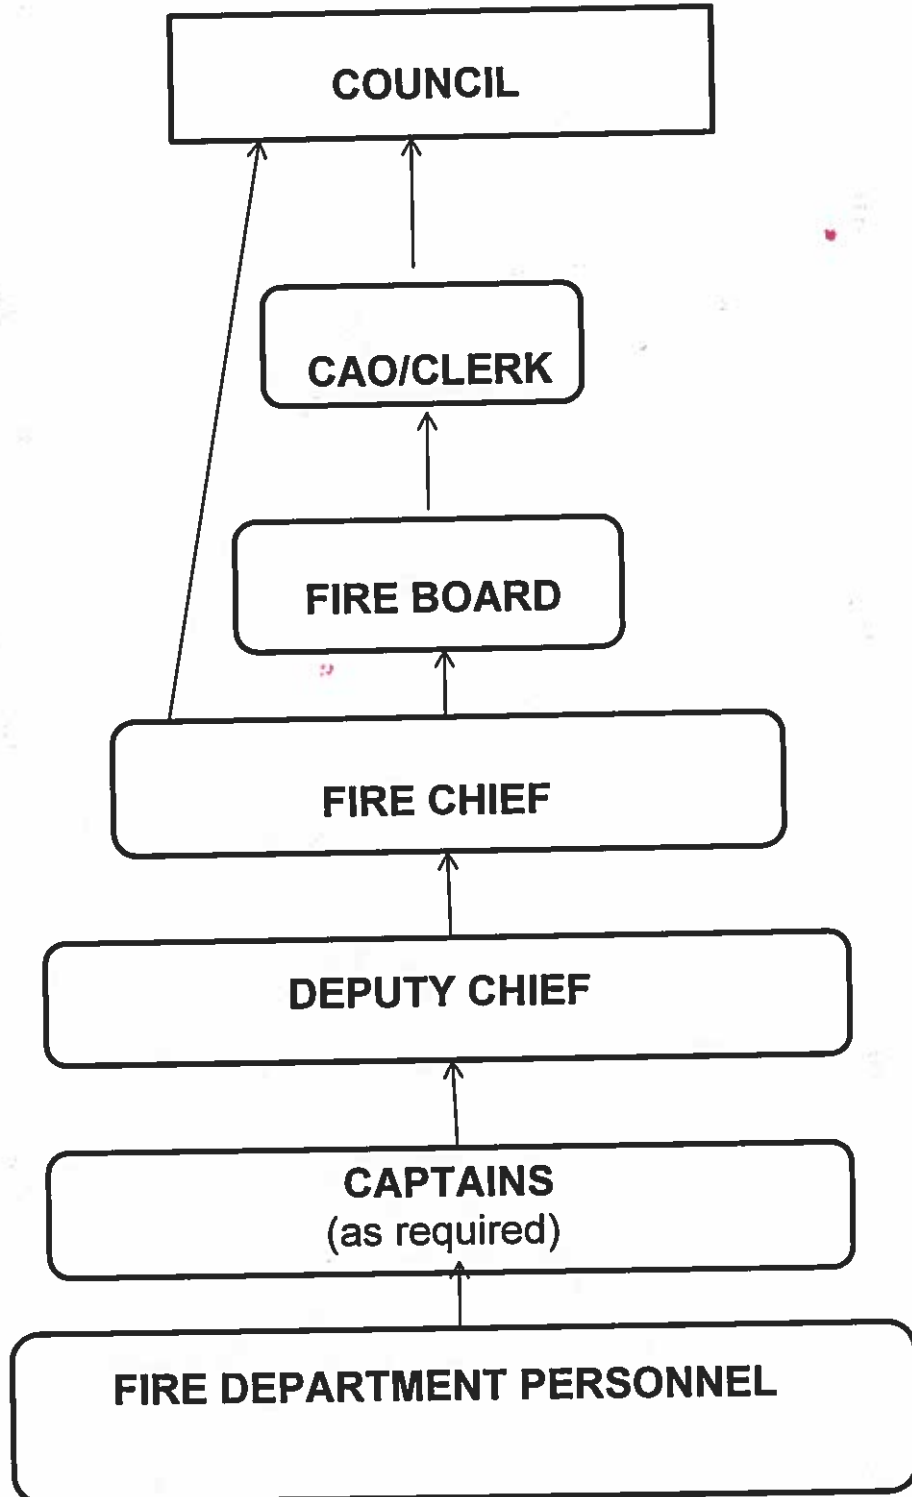 COUNCIL
CAO/CLERK
FIRE BOARD
FIRE CHIEF
DEPUTY CHIEF
CAPTAINS
(as required)
FIRE DEPARTMENT PERSONNEL